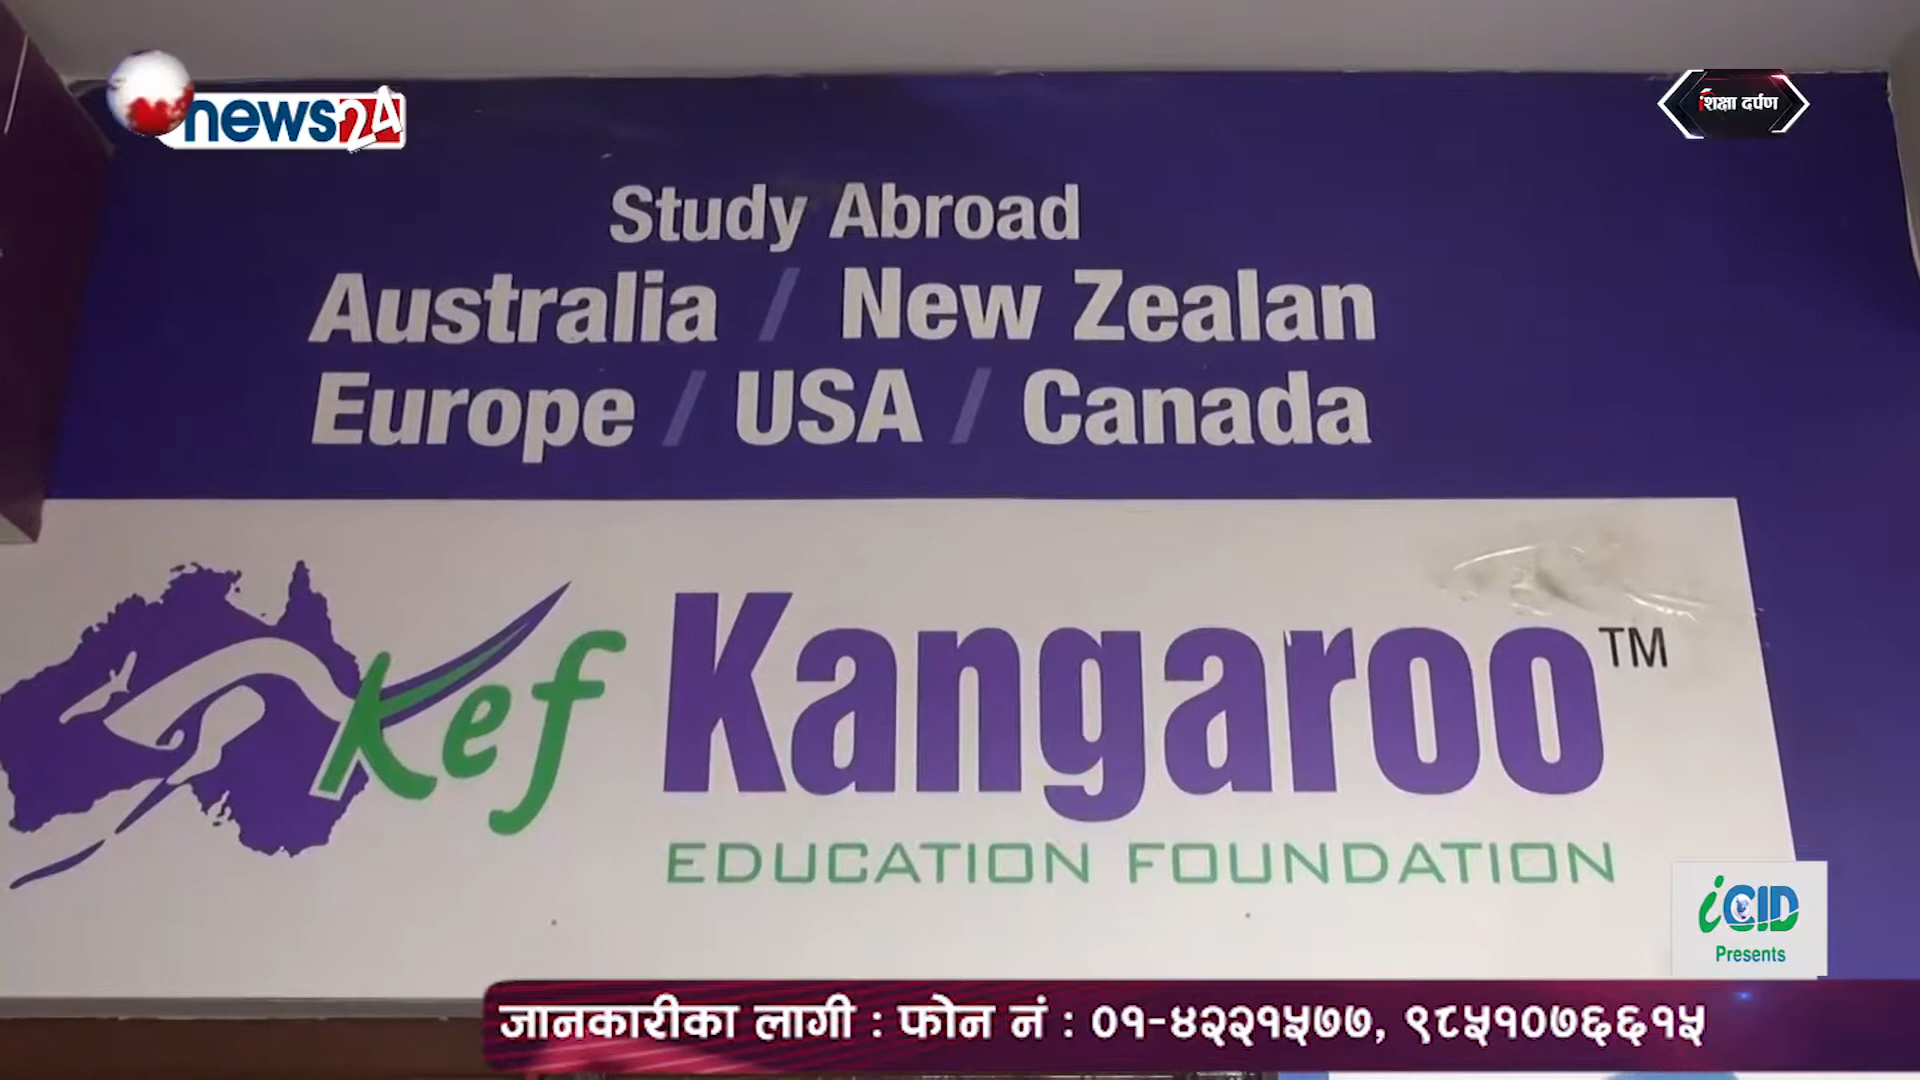 news24
शिक्षा दर्पण
Study Abroad
Australia / New Zealan
Europe / USA / Canada
kef Kangaroo™
EDUCATION FOUNDATION
iCID
Presents
जानकारीका लागी : फोन नं : ०१-४२२१५७७, ९८५१०७६६१५